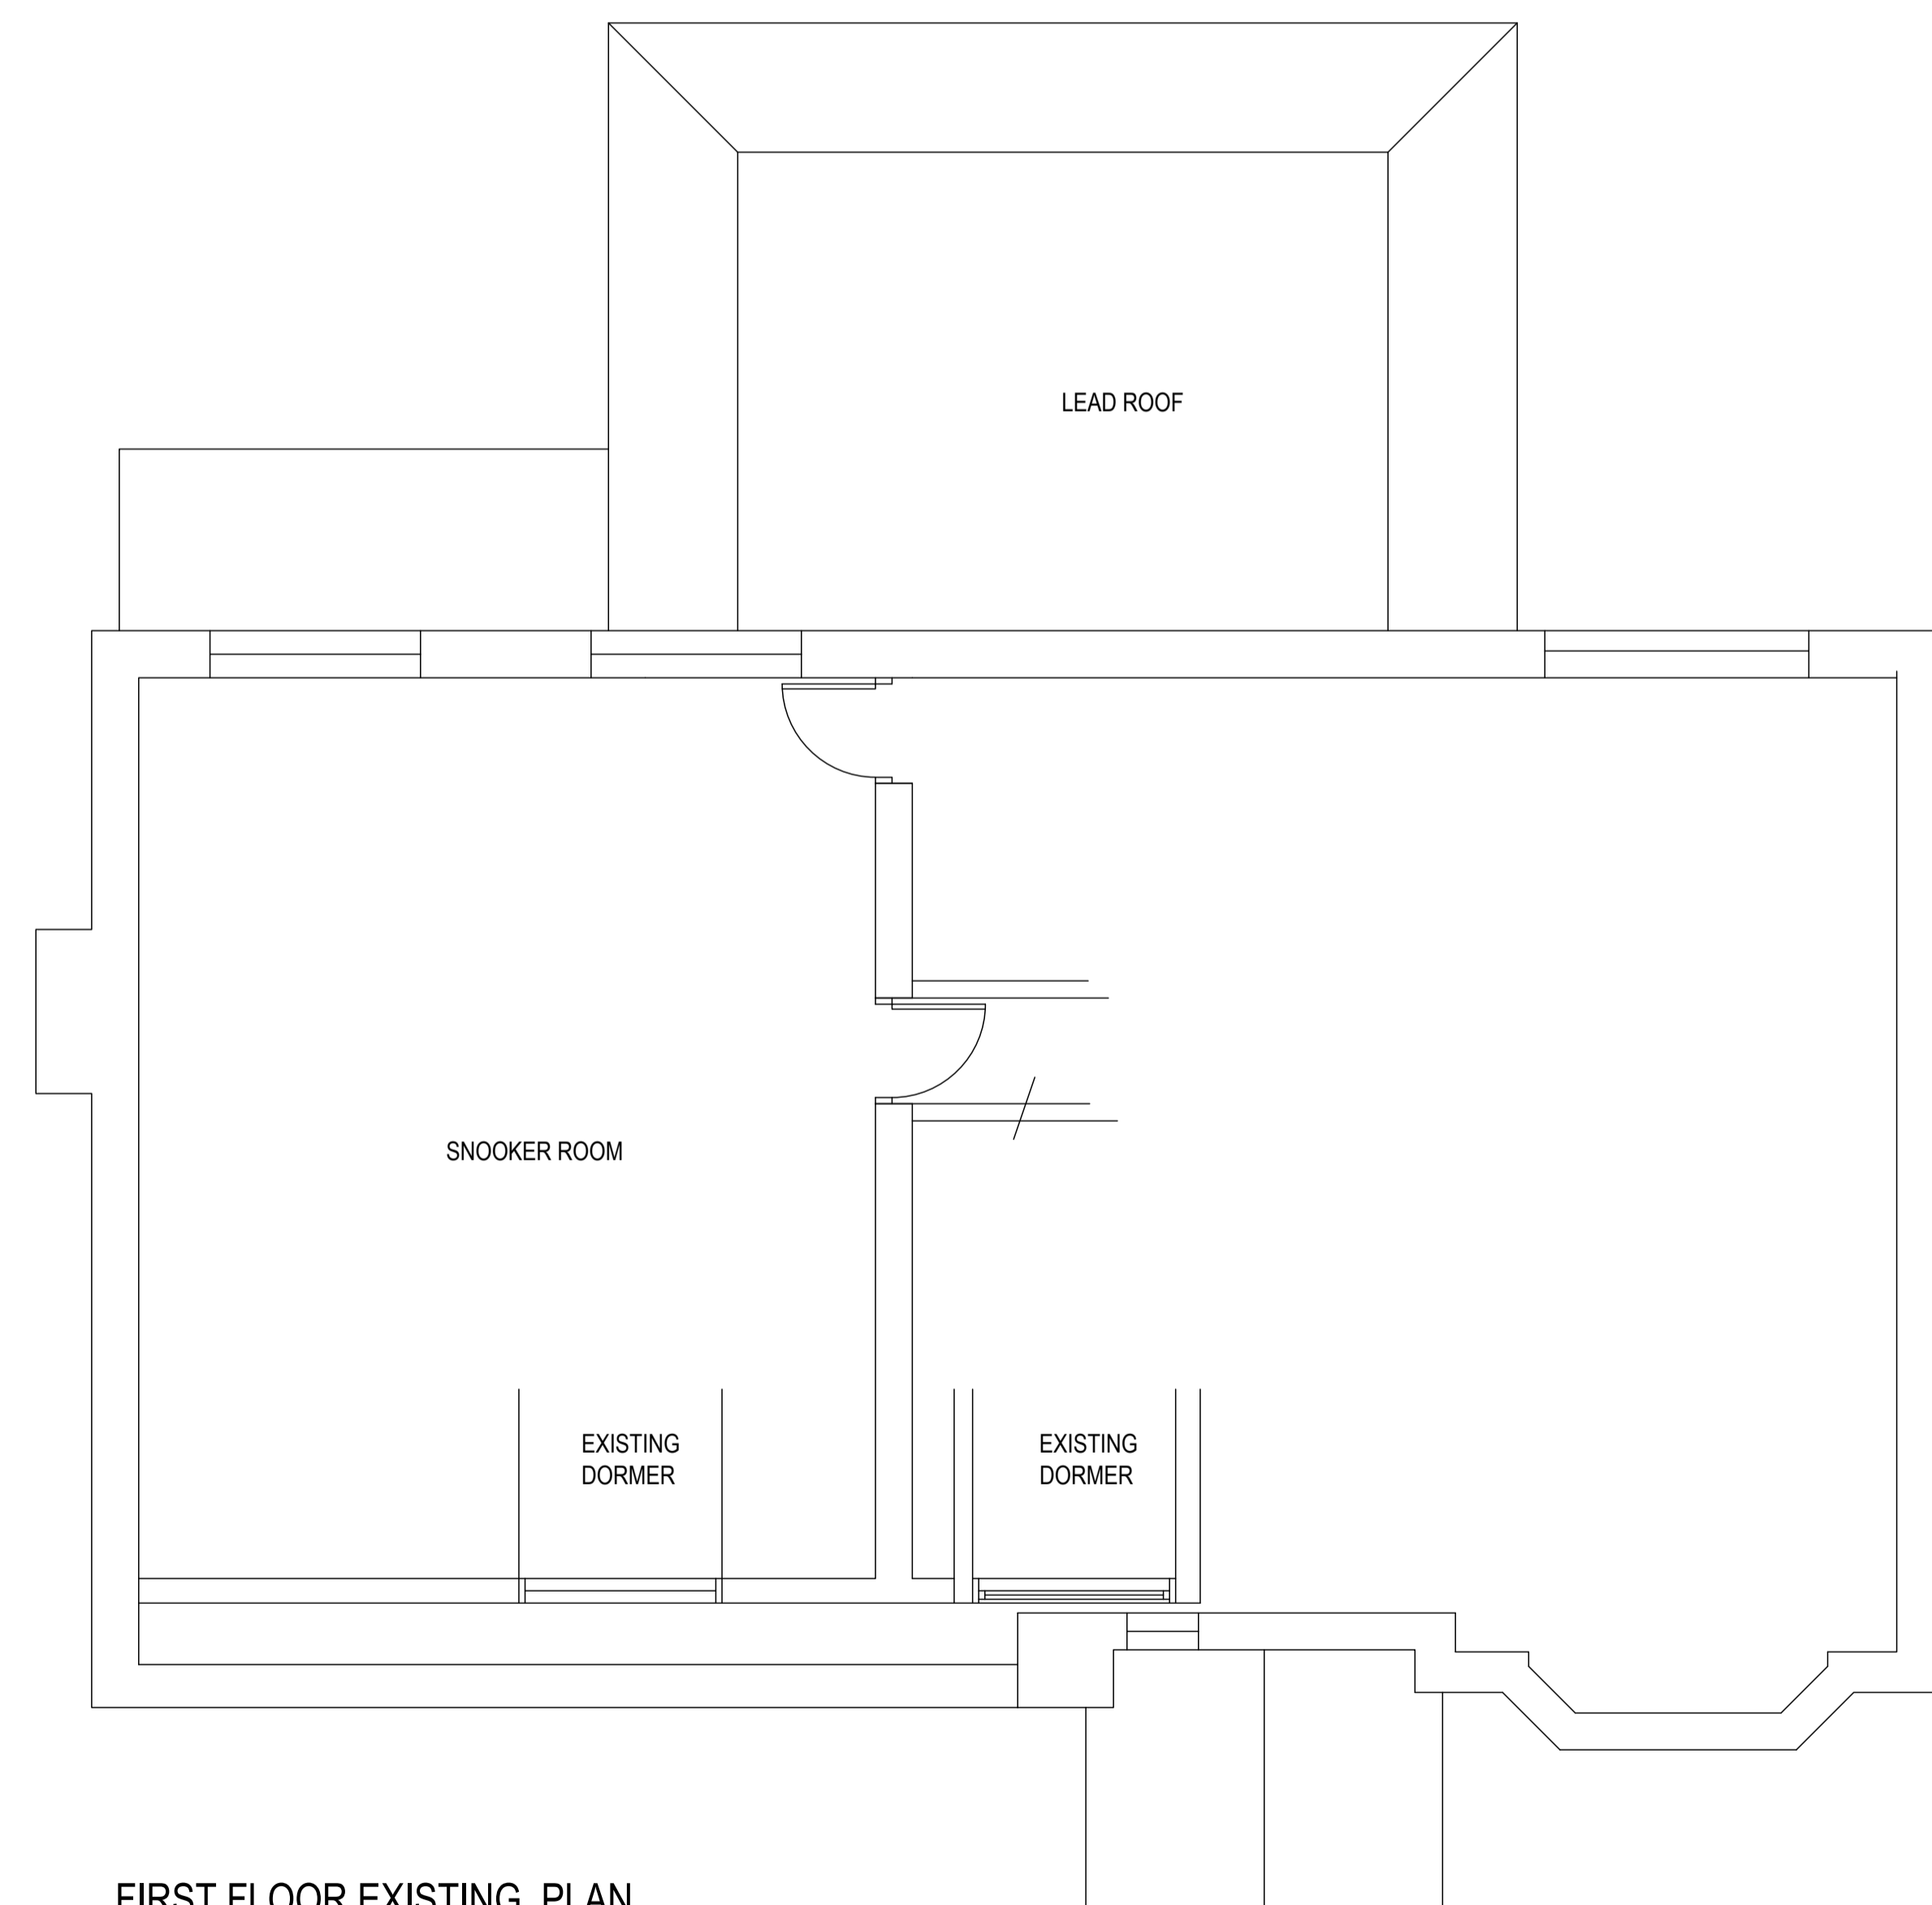 LEAD ROOF
SNOOKER ROOM
EXISTING
DORMER
EXISTING
DORMER
FIRST FLOOR EXISTING PLAN